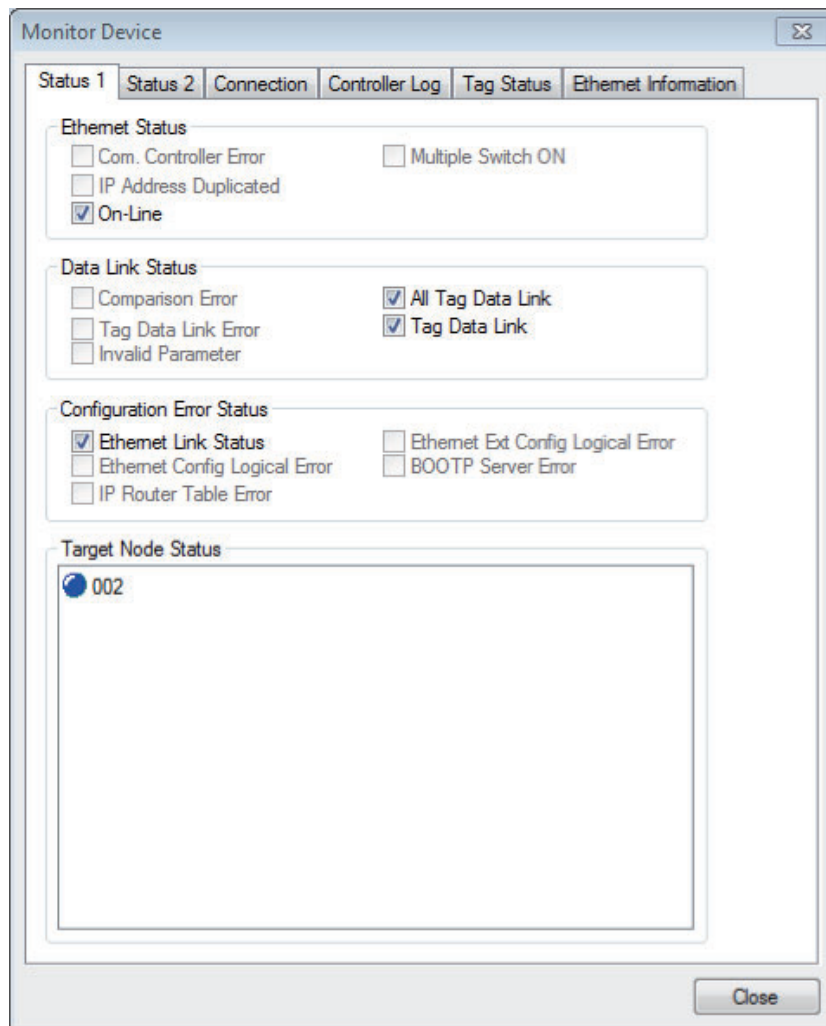 Monitor Device
Status 1 Status 2 Connection Controller Log Tag Status Ethernet Information
Ethernet Status
Com. Controller Error Multiple Switch ON
IP Address Duplicated
On-Line
Data Link Status
Comparison Error All Tag Data Link
Tag Data Link Error Tag Data Link
Invalid Parameter
Configuration Error Status
Ethernet Link Status Ethernet Ext Config Logical Error
Ethernet Config Logical Error BOOTP Server Error
IP Router Table Error
Target Node Status
002
Close